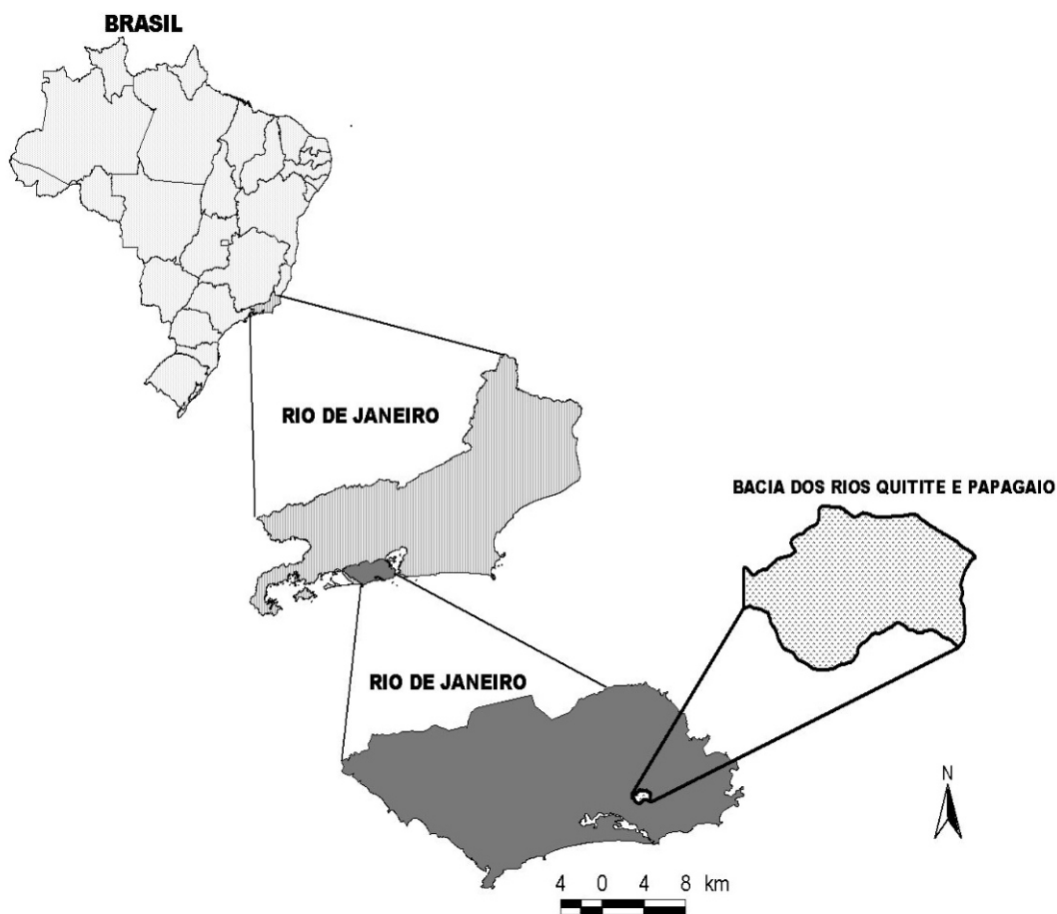 BRASIL
RIO DE JANEIRO
BACIA DOS RIOS QUITITE E PAPAGAIO
RIO DE JANEIRO
N
4 0 4 8 km